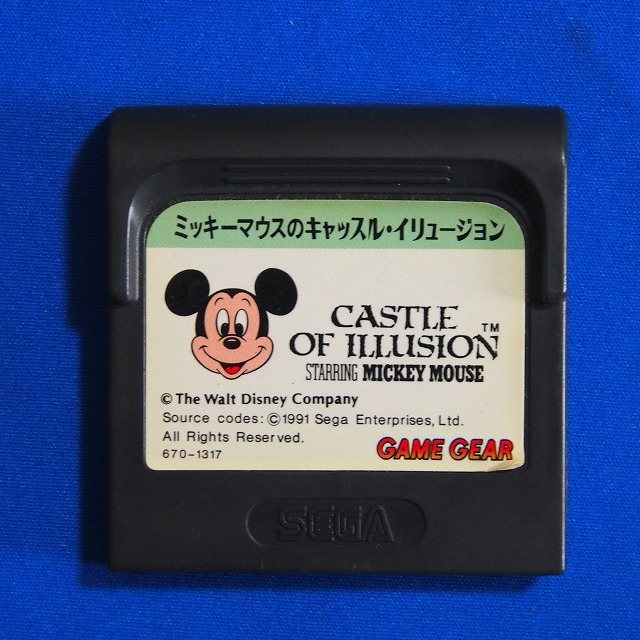 ミッキーマウスのキャッスル・イリュージョン
CASTLE
OF ILLUSION™
STARRING MICKEY MOUSE
© The Walt Disney Company
Source codes: © 1991 Sega Enterprises, Ltd.
All Rights Reserved.
670-1317
GAME GEAR
SEGA